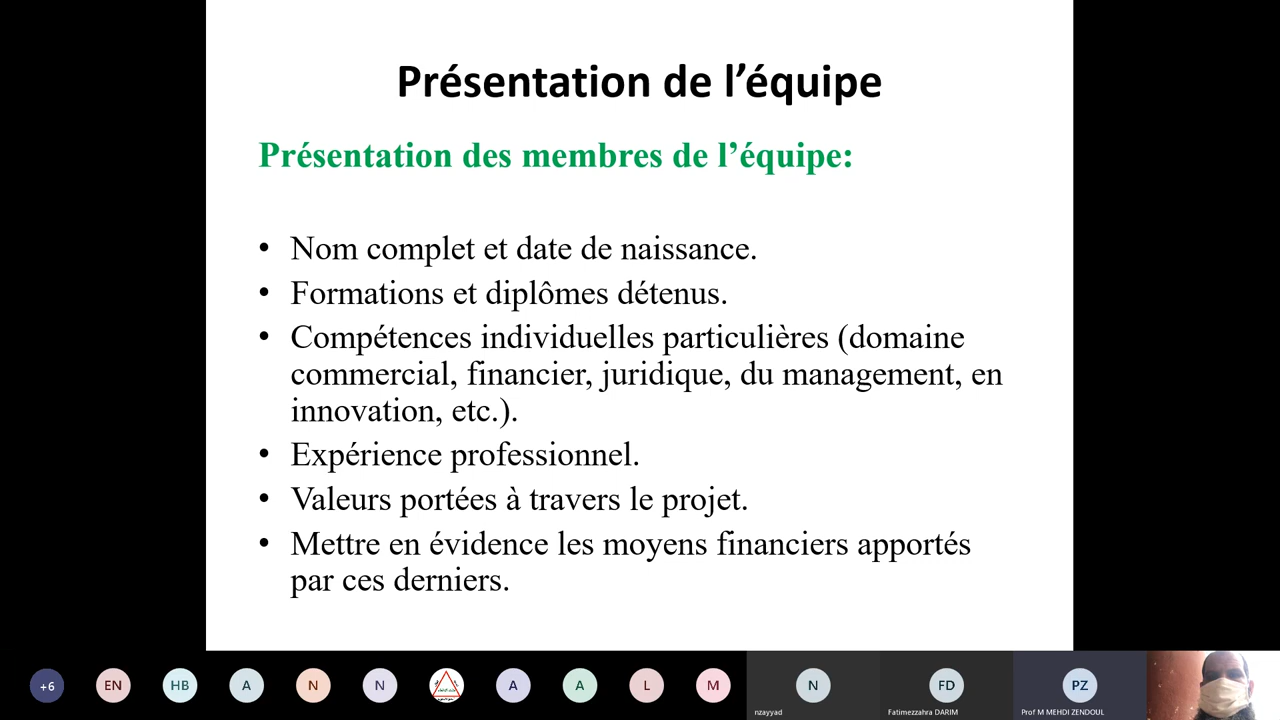 Présentation de l’équipe
Présentation des membres de l’équipe:
• Nom complet et date de naissance.
• Formations et diplômes détenus.
• Compétences individuelles particulières (domaine
commercial, financier, juridique, du management, en
innovation, etc.).
• Expérience professionnel.
• Valeurs portées à travers le projet.
• Mettre en évidence les moyens financiers apportés
par ces derniers.
+6 EN HB A N N A A L M N FD PZ
nzayyad Fatimezzahra DARIM Prof M MEHDI ZENDOUL